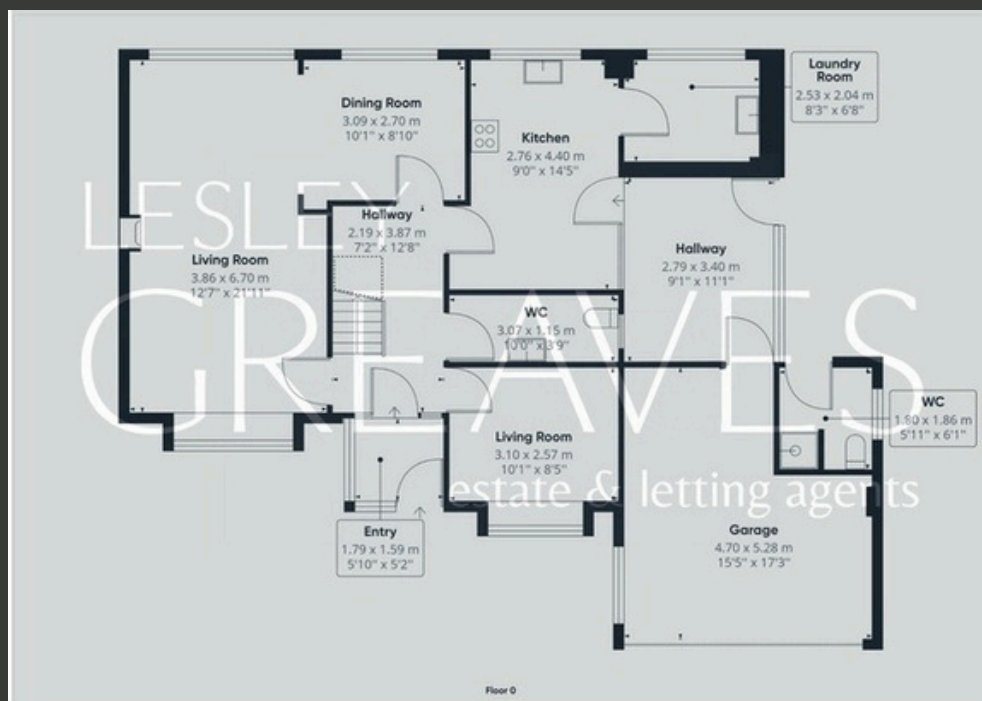 Laundry
Room
2.53 x 2.04 m
8'3" x 6'8"
Dining Room
3.09 x 2.70 m
10'1" x 8'10"
Kitchen
2.76 x 4.40 m
9'0" x 14'5"
LESLEY
GREAVES
estate & letting agents
Hallway
2.19 x 3.87 m
7'2" x 12'8"
Hallway
2.79 x 3.40 m
9'1" x 11'1"
Living Room
3.86 x 6.70 m
12'7" x 21'11"
WC
3.07 x 1.15 m
10'0" x 3'9"
WC
1.80 x 1.86 m
5'11" x 6'1"
Living Room
3.10 x 2.57 m
10'1" x 8'5"
Entry
1.79 x 1.59 m
5'10" x 5'2"
Garage
4.70 x 5.28 m
15'5" x 17'3"
Floor 0